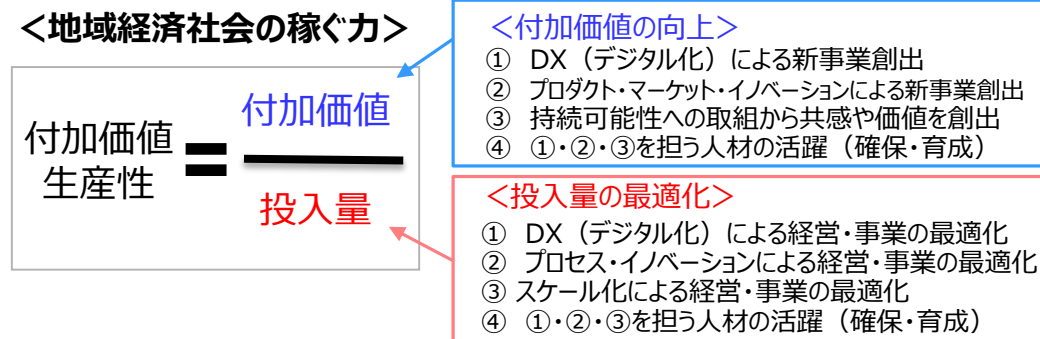 ＜地域経済社会の稼ぐ力＞
付加価値
生産性
＝
付加価値
投入量
＜付加価値の向上＞
① DX（デジタル化）による新事業創出
② プロダクト・マーケット・イノベーションによる新事業創出
③ 持続可能性への取組から共感や価値を創出
④ ①・②・③を担う人材の活躍（確保・育成）
＜投入量の最適化＞
① DX（デジタル化）による経営・事業の最適化
② プロセス・イノベーションによる経営・事業の最適化
③ スケール化による経営・事業の最適化
④ ①・②・③を担う人材の活躍（確保・育成）